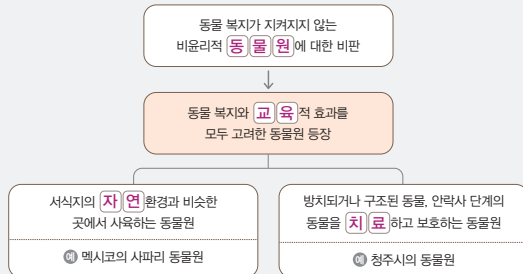 동물 복지가 지켜지지 않는
비윤리적 동물원에 대한 비판
동물 복지와 교육적 효과를
모두 고려한 동물원 등장
서식지의 자연환경과 비슷한
곳에서 사육하는 동물원
예 멕시코의 사파리 동물원
방치되거나 구조된 동물, 안락사 단계의
동물을 치료하고 보호하는 동물원
예 청주시의 동물원